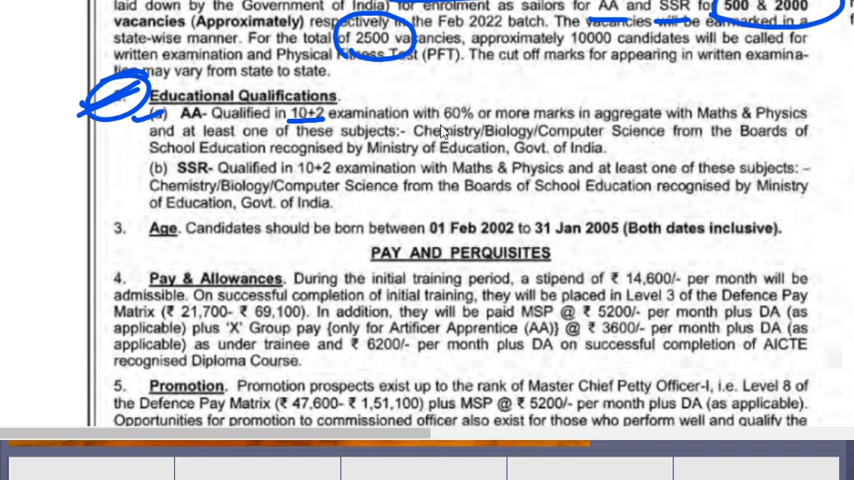 laid down by the Government of India) enrolment as sailors for AA and SSR for 500 & 2000
vacancies (Approximately) respectively in the Feb 2022 batch. The vacancies will be earmarked in a
state-wise manner. For the total of 2500 vacancies, approximately 10000 candidates will be called for
written examination and Physical Fitness Test (PFT). The cut off marks for appearing in written examina-
tion may vary from state to state.
Educational Qualifications.
(a) AA- Qualified in 10+2 examination with 60% or more marks in aggregate with Maths & Physics
and at least one of these subjects:- Chemistry/Biology/Computer Science from the Boards of
School Education recognised by Ministry of Education, Govt. of India.
(b) SSR- Qualified in 10+2 examination with Maths & Physics and at least one of these subjects: –
Chemistry/Biology/Computer Science from the Boards of School Education recognised by Ministry
of Education, Govt. of India.
3. Age. Candidates should be born between 01 Feb 2002 to 31 Jan 2005 (Both dates inclusive).
PAY AND PERQUISITES
4. Pay & Allowances. During the initial training period, a stipend of ₹ 14,600/- per month will be
admissible. On successful completion of initial training, they will be placed in Level 3 of the Defence Pay
Matrix (₹ 21,700- ₹ 69,100). In addition, they will be paid MSP @ ₹ 5200/- per month plus DA (as
applicable) plus 'X' Group pay {only for Artificer Apprentice (AA)} @ ₹ 3600/- per month plus DA (as
applicable) as under trainee and ₹ 6200/- per month plus DA on successful completion of AICTE
recognised Diploma Course.
5. Promotion. Promotion prospects exist up to the rank of Master Chief Petty Officer-I, i.e. Level 8 of
the Defence Pay Matrix (₹ 47,600- ₹ 1,51,100) plus MSP @ ₹ 5200/- per month plus DA (as applicable).
Opportunities for promotion to commissioned officer also exist for those who perform well and qualify the